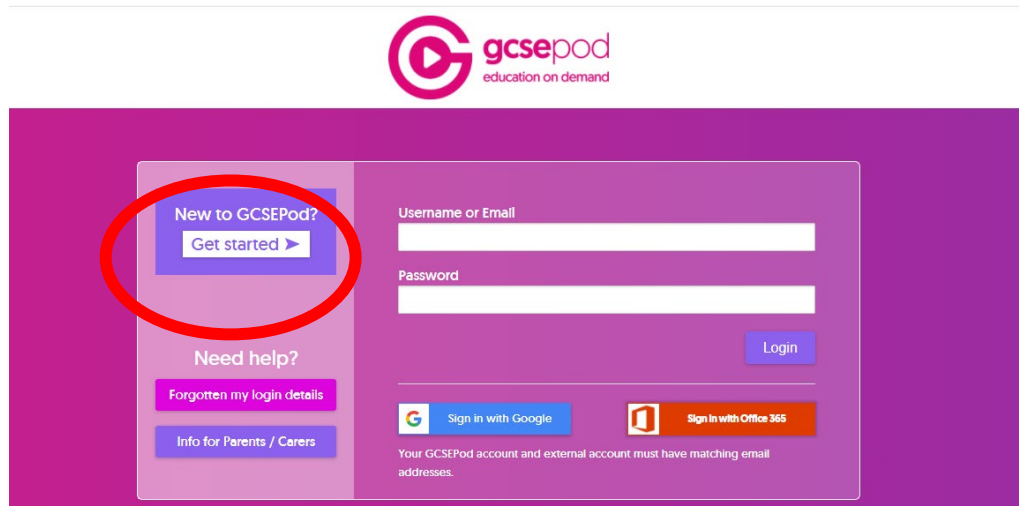 gcsepod
education on demand
New to GCSEPod?
Get started ➤
Need help?
Forgotten my login details
Info for Parents / Carers
Username or Email
Password
Login
G Sign in with Google
Sign in with Office 365
Your GCSEPod account and external account must have matching email
addresses.